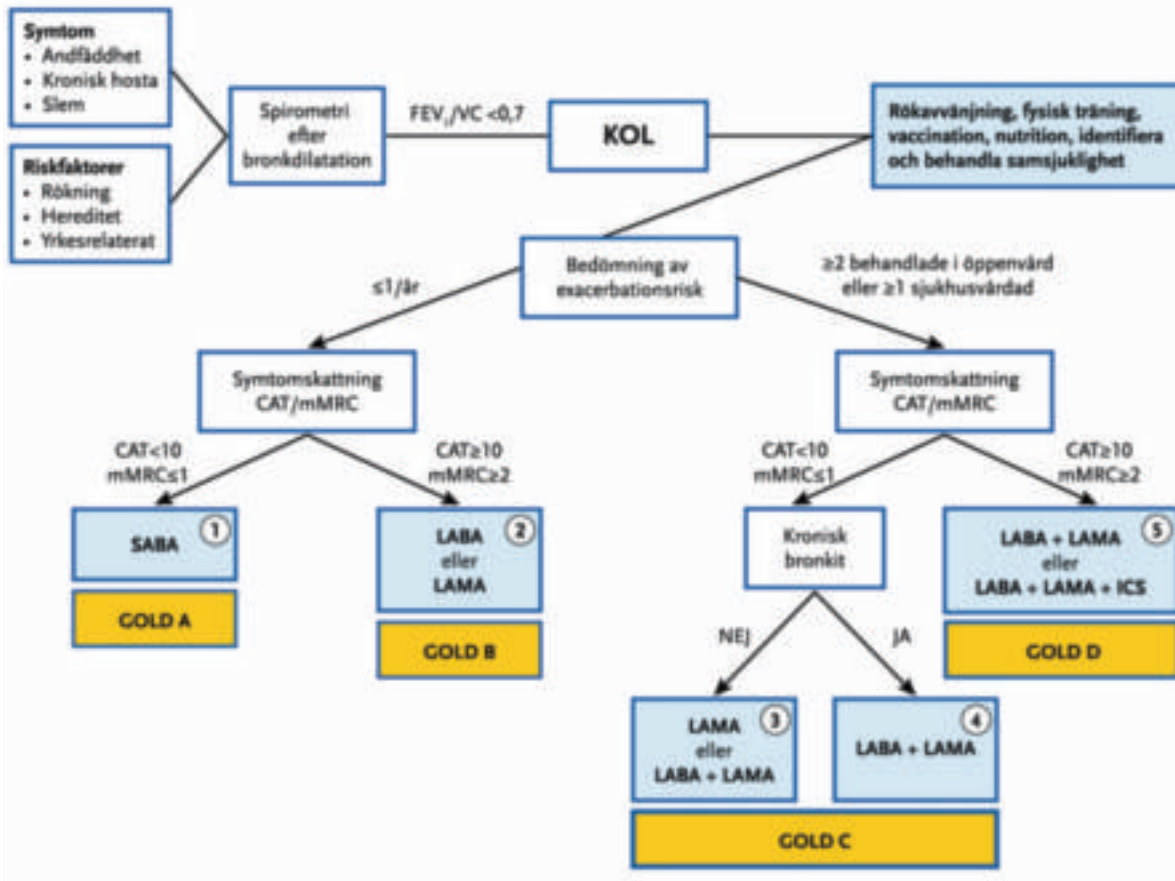 Symtom
• Andfåddhet
• Kronisk hosta
• Slem
Riskfaktorer
• Rökning
• Hereditet
• Yrkesrelaterat
Spirometri
efter
bronkdilatation
FEV₁/VC <0,7
KOL
Rökavvänjning, fysisk träning,
vaccination, nutrition, identifiera
och behandla samsjuklighet
Bedömning av
exacerbationsrisk
≤1/år
≥2 behandlade i öppenvård
eller ≥1 sjukhusvårdad
Symtomskattning
CAT/mMRC
Symtomskattning
CAT/mMRC
CAT<10
mMRC≤1
CAT≥10
mMRC≥2
CAT<10
mMRC≤1
CAT≥10
mMRC≥2
1
SABA
GOLD A
2
LABA
eller
LAMA
GOLD B
Kronisk
bronkit
5
LABA + LAMA
eller
LABA + LAMA + ICS
GOLD D
NEJ
JA
3
LAMA
eller
LABA + LAMA
4
LABA + LAMA
GOLD C